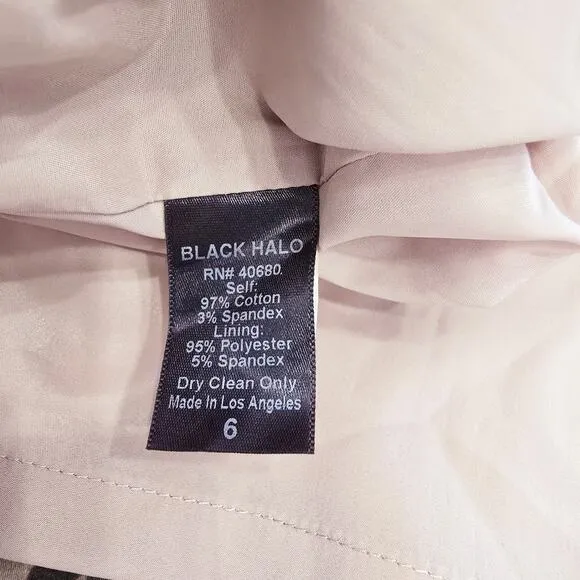 BLACK HALO
RN# 40680
Self:
97% Cotton
3% Spandex
Lining:
95% Polyester
5% Spandex
Dry Clean Only
Made In Los Angeles
6